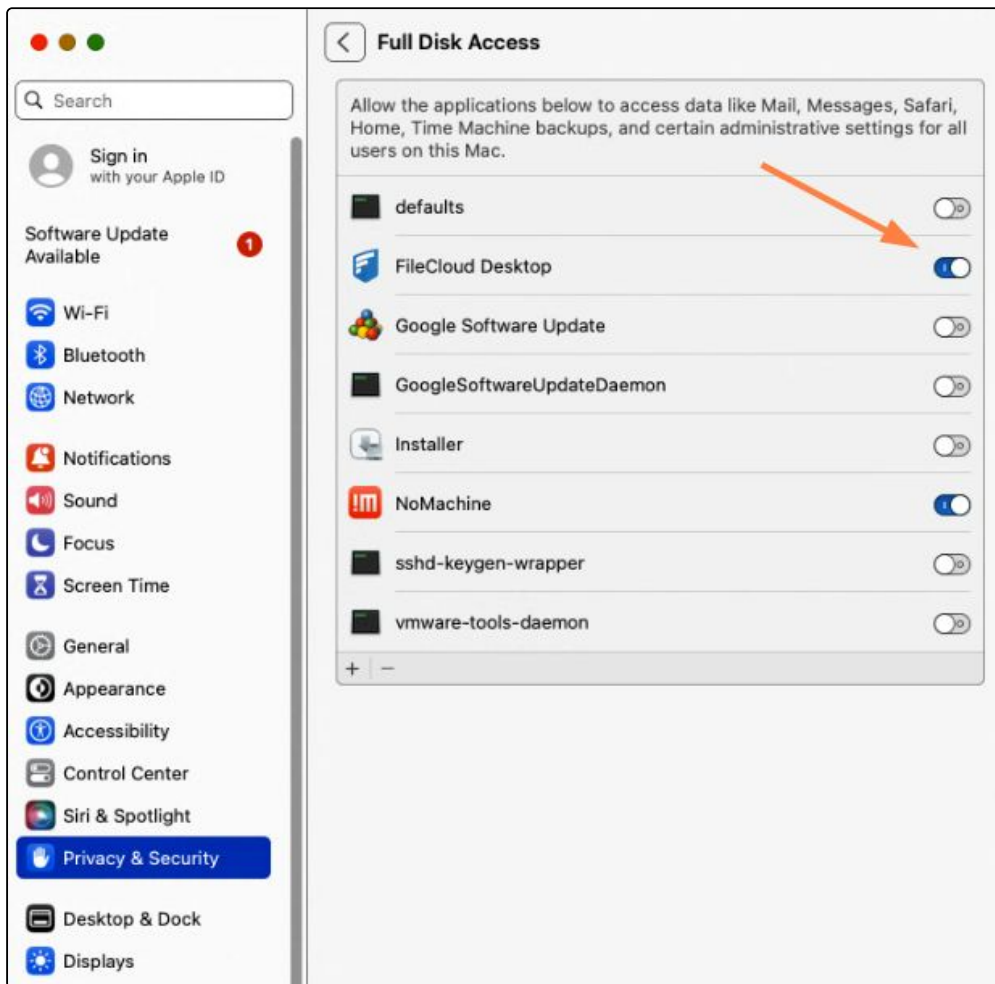 Search
Sign in
with your Apple ID
Software Update
Available
1
Wi-Fi
Bluetooth
Network
Notifications
Sound
Focus
Screen Time
General
Appearance
Accessibility
Control Center
Siri & Spotlight
Privacy & Security
Desktop & Dock
Displays
Full Disk Access
Allow the applications below to access data like Mail, Messages, Safari,
Home, Time Machine backups, and certain administrative settings for all
users on this Mac.
defaults
FileCloud Desktop
Google Software Update
GoogleSoftwareUpdateDaemon
Installer
!M NoMachine
sshd-keygen-wrapper
vmware-tools-daemon
+ −